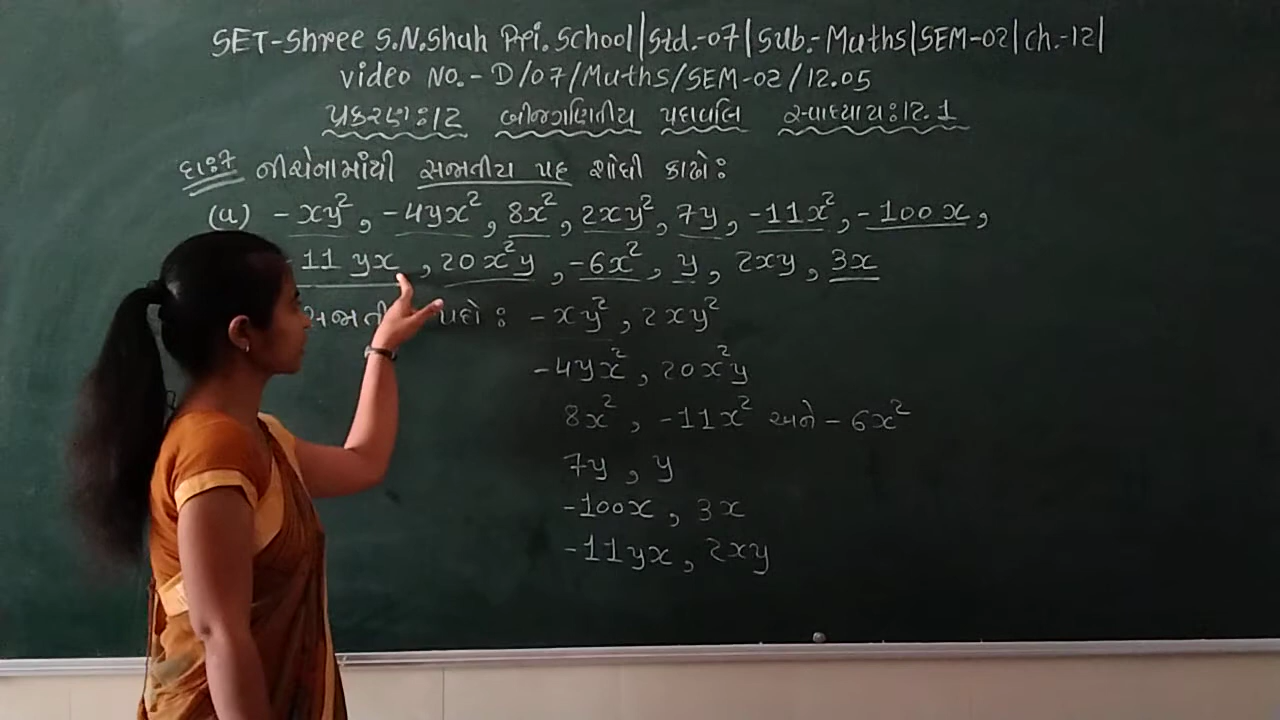 SET-Shree S.N.Shah Pri. School|Std.-07|Sub.-Maths|SEM-02|ch.-12|
video NO.- D/07/Maths/SEM-02/12.05
પ્રકરણ:12 બીજગણિતીય પદાવલિ સ્વાધ્યાય:12.1
દા:7 નીચેનામાંથી સજાતીય પદ શોધી કાઢો:
(a) -xy², -4yx², 8x², 2xy², 7y, -11x², -100x,
11yx, 20x²y, -6x², y, 2xy, 3x
પદો: -xy², 2xy²
-4yx², 20x²y
8x², -11x² અને -6x²
7y, y
-100x, 3x
-11yx, 2xy